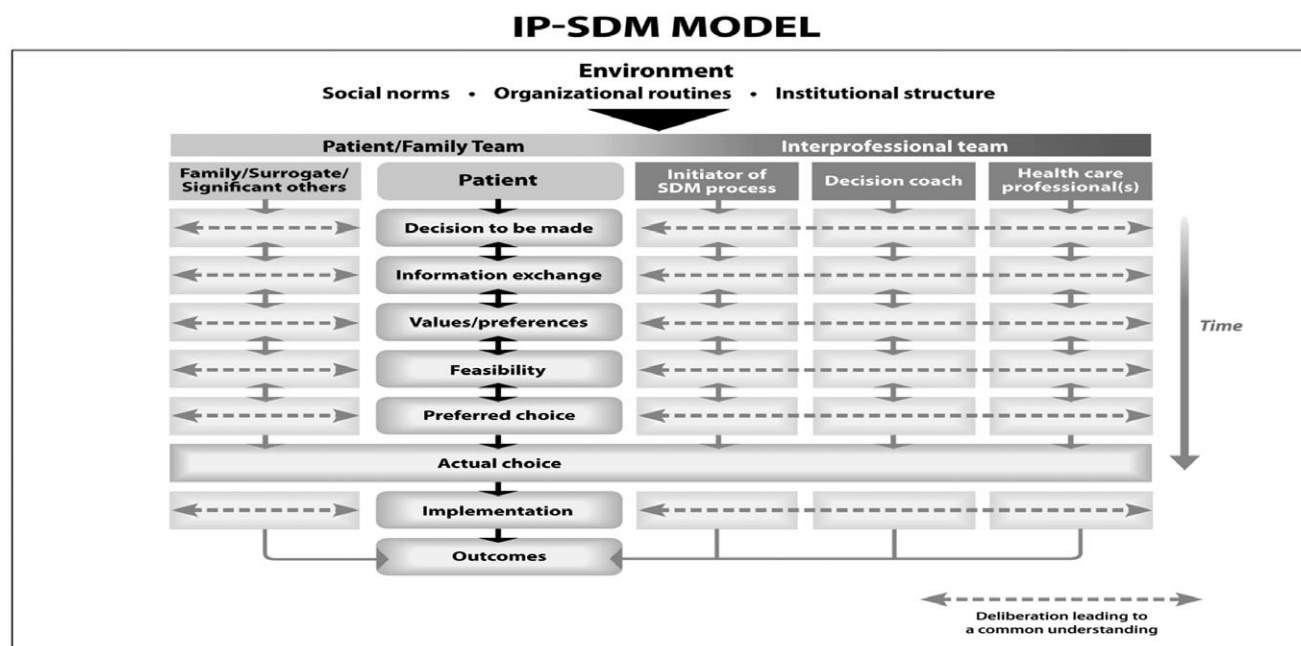 IP-SDM MODEL
Environment
Social norms • Organizational routines • Institutional structure
Patient/Family Team
Interprofessional team
Family/Surrogate/
Significant others
Patient
Initiator of
SDM process
Decision coach
Health care
professional(s)
Decision to be made
Information exchange
Values/preferences
Time
Feasibility
Preferred choice
Actual choice
Implementation
Outcomes
Deliberation leading to
a common understanding